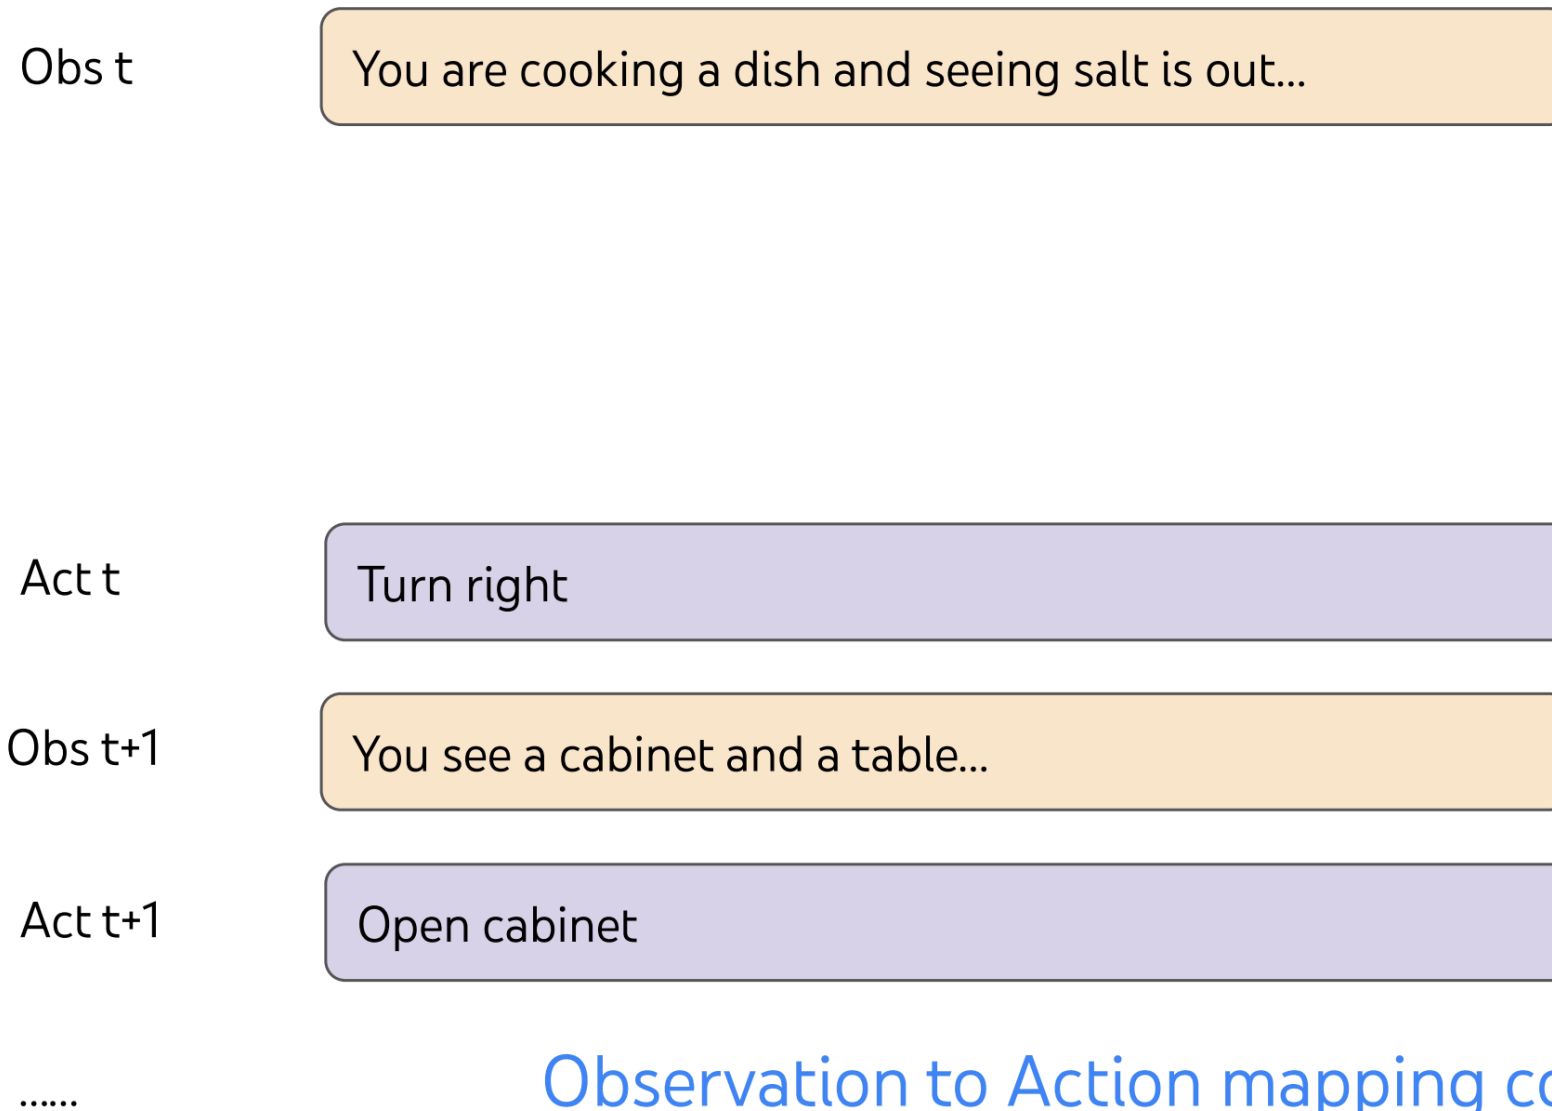 Obs t
You are cooking a dish and seeing salt is out...
Act t
Turn right
Obs t+1
You see a cabinet and a table...
Act t+1
Open cabinet
......
Observation to Action mapping